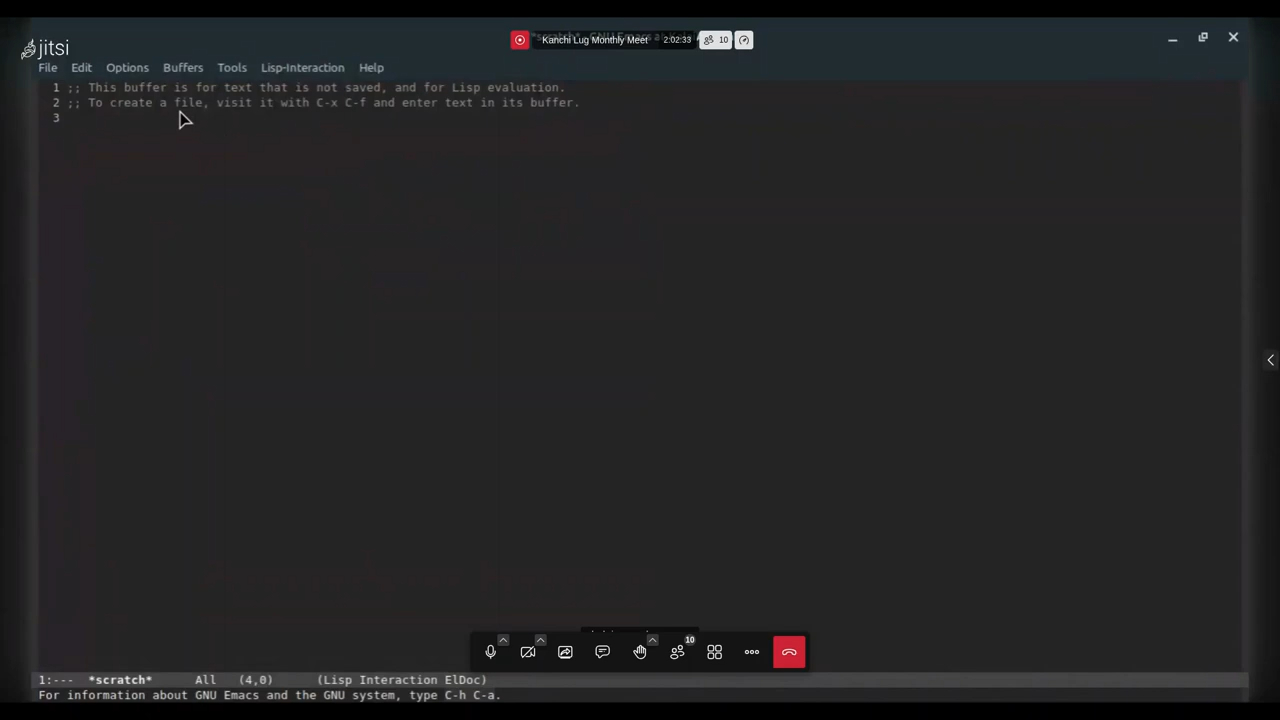 jitsi
Kanchi Lug Monthly Meet 2:02:33 10
File Edit Options Buffers Tools Lisp-Interaction Help
1 ;; This buffer is for text that is not saved, and for Lisp evaluation.
2 ;; To create a file, visit it with C-x C-f and enter text in its buffer.
3
10
1:--- *scratch* All (4,0) (Lisp Interaction ElDoc)
For information about GNU Emacs and the GNU system, type C-h C-a.